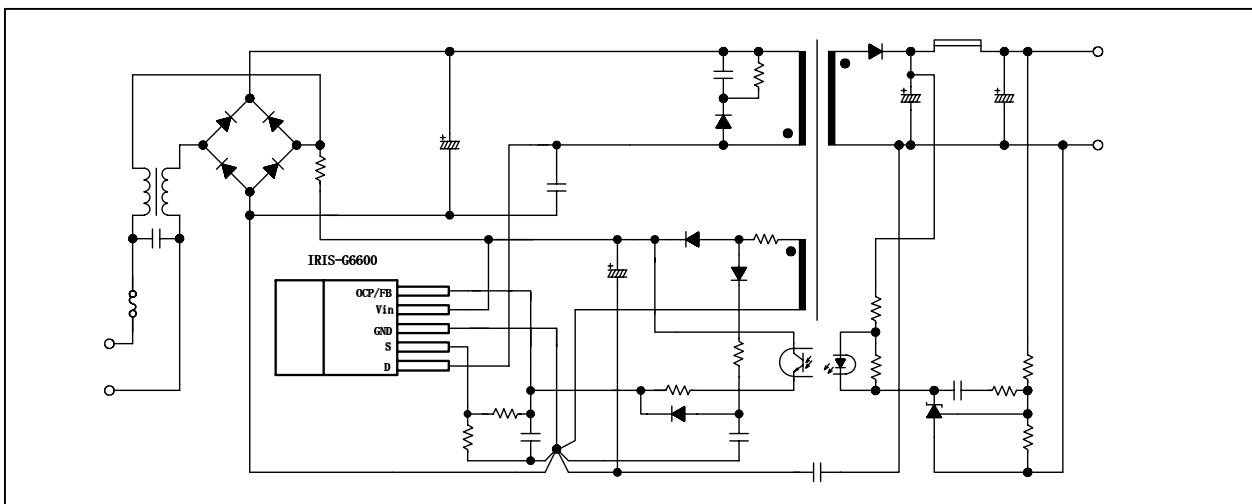 IRIS-G6600
OCP/FB
Vin
GND
S
D
+
+
+
+